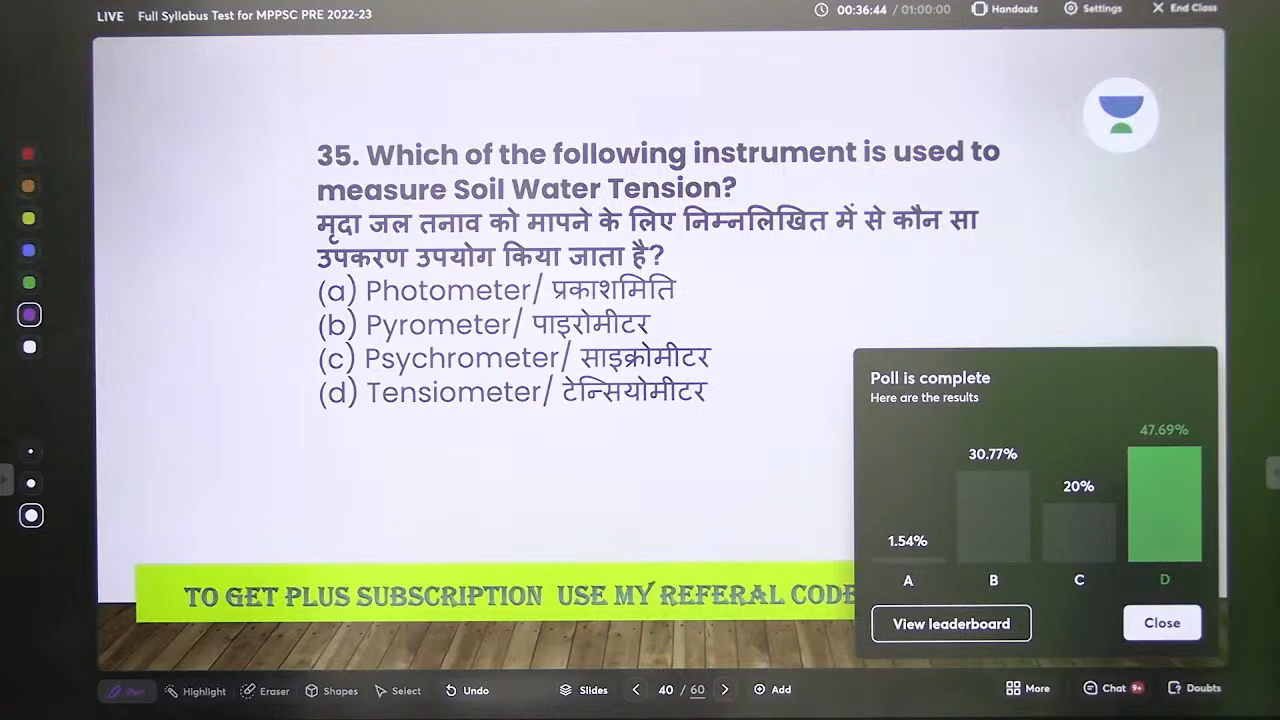 LIVE Full Syllabus Test for MPPSC PRE 2022-23 00:36:44 / 01:00:00 Handouts Settings End Class
35. Which of the following instrument is used to
measure Soil Water Tension?
मृदा जल तनाव को मापने के लिए निम्नलिखित में से कौन सा
उपकरण उपयोग किया जाता है?
(a) Photometer/ प्रकाशमिति
(b) Pyrometer/ पाइरोमीटर
(c) Psychrometer/ साइक्रोमीटर
(d) Tensiometer/ टेन्सियोमीटर
Poll is complete
Here are the results
47.69%
30.77%
20%
1.54%
A B C D
View leaderboard Close
TO GET PLUS SUBSCRIPTION USE MY REFERAL CODE
Pen Highlight Eraser Shapes Select Undo Slides 40 / 60 Add More Chat 9+ Doubts